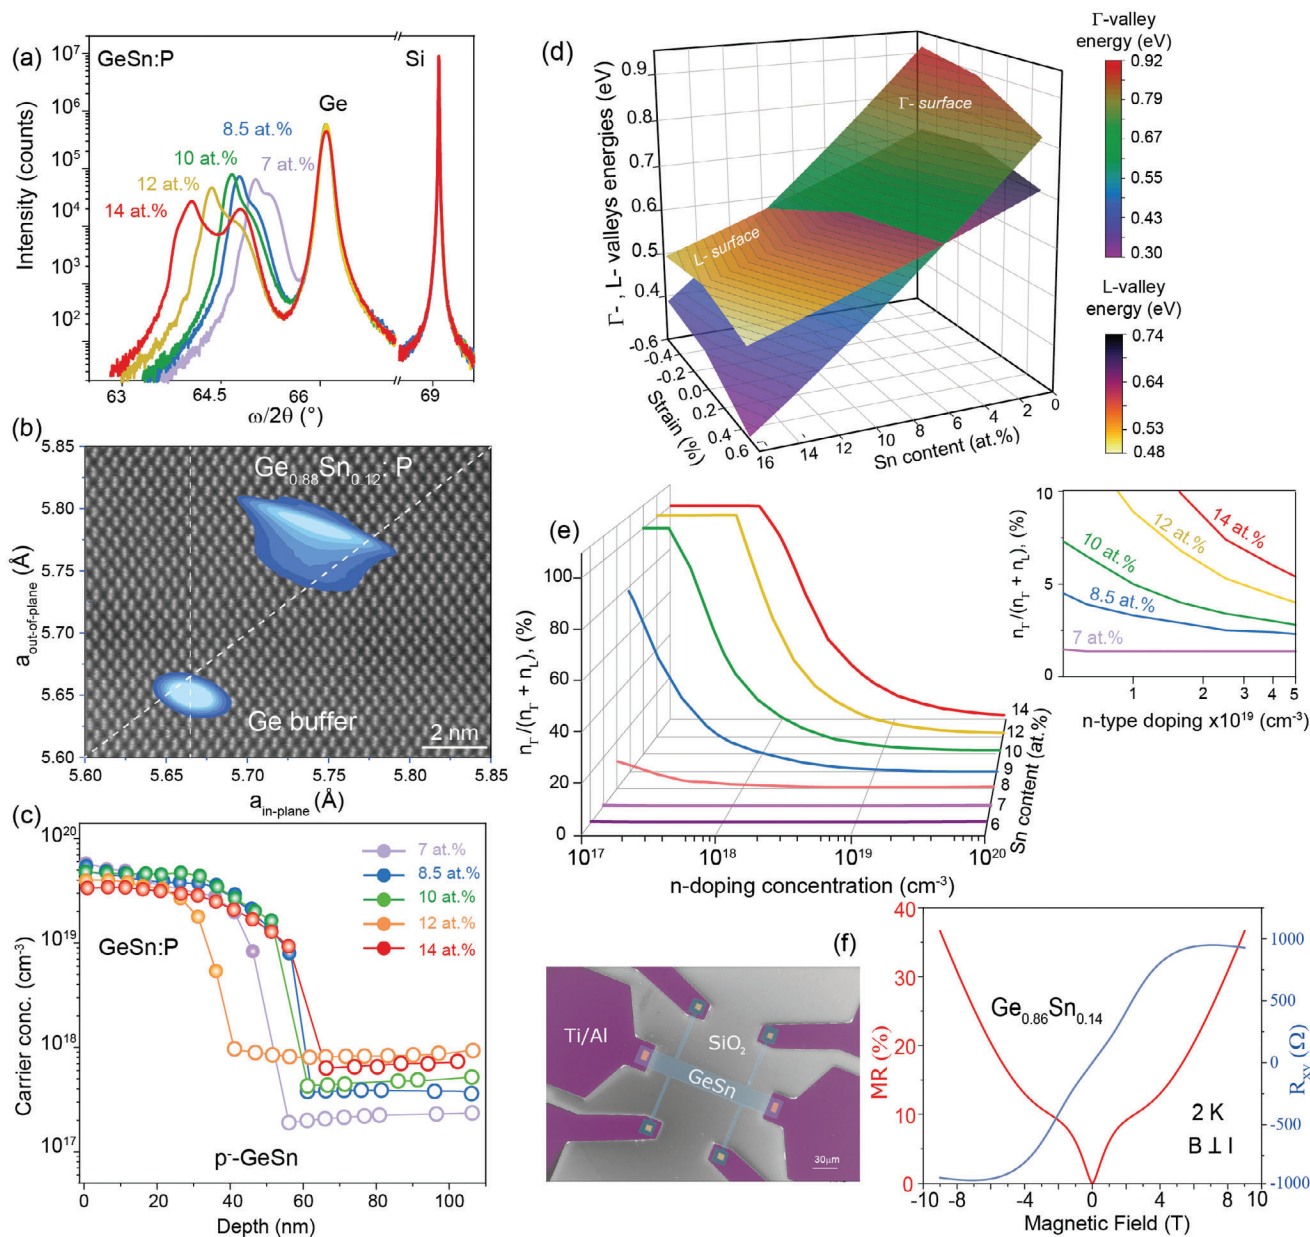 (a)
GeSn:P
Si
Ge
8.5 at.%
10 at.%
7 at.%
12 at.%
14 at.%
Intensity (counts)
10⁷
10⁶
10⁵
10⁴
10³
10²
63
64.5
66
69
ω/2θ (°)
(b)
Ge₀.₈₈Sn₀.₁₂: P
Ge buffer
2 nm
a_out-of-plane (Å)
5.85
5.80
5.75
5.70
5.65
5.60
5.60
5.65
5.70
5.75
5.80
5.85
a_in-plane (Å)
(c)
7 at.%
8.5 at.%
10 at.%
12 at.%
14 at.%
GeSn:P
p⁻-GeSn
Carrier conc. (cm⁻³)
10²⁰
10¹⁹
10¹⁸
10¹⁷
0
20
40
60
80
100
Depth (nm)
(d)
Γ- surface
L- surface
Γ-, L- valleys energies (eV)
0.9
0.8
0.7
0.6
0.5
0.4
-0.6
-0.4
-0.2
0.0
0.2
0.4
0.6
Strain (%)
16
14
12
10
8
6
4
2
0
Sn content (at.%)
Γ-valley
energy (eV)
0.92
0.79
0.67
0.55
0.43
0.30
L-valley
energy (eV)
0.74
0.64
0.53
0.48
(e)
n_T/(n_T + n_L), (%)
100
80
60
40
20
0
10¹⁷
10¹⁸
10¹⁹
10²⁰
n-doping concentration (cm⁻³)
14
12
10
9
8
7
6
Sn content (at.%)
n_T/(n_T + n_L), (%)
10
5
0
14 at.%
12 at.%
10 at.%
8.5 at.%
7 at.%
1
2
3
4
5
n-type doping x10¹⁹ (cm⁻³)
(f)
Ti/Al
SiO₂
GeSn
30μm
Ge₀.₈₆Sn₀.₁₄
2 K
B ⊥ I
MR (%)
40
30
20
10
0
-10
-8
-4
0
4
8
10
Magnetic Field (T)
1000
500
0
-500
-1000
R_xy (Ω)